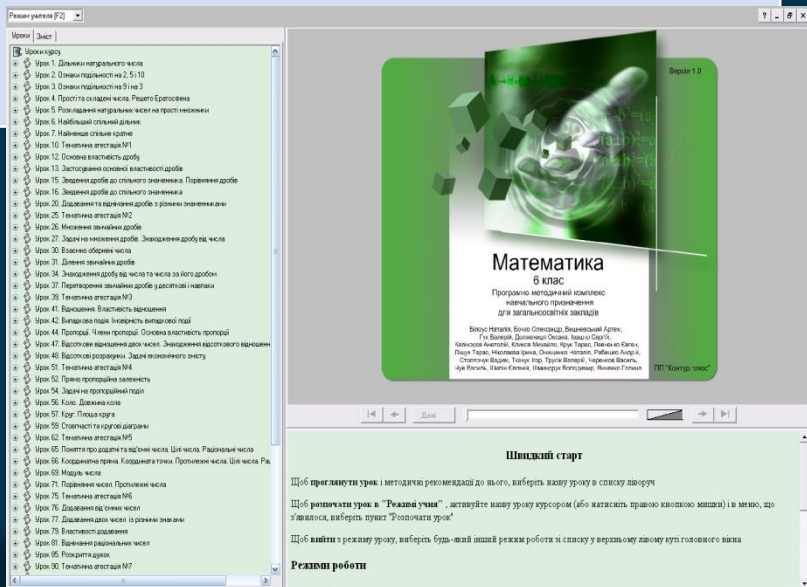 Режим учителя [F2]
Уроки
Зміст
Уроки курсу
Урок 1. Дільники натурального числа
Урок 2. Ознаки подільності на 2, 5 і 10
Урок 3. Ознаки подільності на 9 і на 3
Урок 4. Прості та складені числа. Решето Ератосфена
Урок 5. Розкладання натуральних чисел на прості множники
Урок 6. Найбільший спільний дільник
Урок 7. Найменше спільне кратне
Урок 10. Тематична атестація №1
Урок 12. Основна властивість дробу
Урок 13. Застосування основної властивості дробів
Урок 15. Зведення дробів до спільного знаменника. Порівняння дробів
Урок 16. Зведення дробів до спільного знаменника
Урок 20. Додавання та віднімання дробів з різними знаменниками
Урок 25. Тематична атестація №2
Урок 26. Множення звичайних дробів
Урок 27. Задачі на множення дробів. Знаходження дробу від числа
Урок 30. Взаємно обернені числа
Урок 31. Ділення звичайних дробів
Урок 34. Знаходження дробу від числа та числа за його дробом
Урок 37. Перетворення звичайних дробів у десяткові і навпаки
Урок 39. Тематична атестація №3
Урок 41. Відношення. Властивість відношення
Урок 42. Випадкова подія. Імовірність випадкової події
Урок 44. Пропорції. Члени пропорції. Основна властивість пропорції
Урок 47. Відсоткове відношення двох чисел. Знаходження відсоткового відношенн
Урок 48. Відсоткові розрахунки. Задачі економічного змісту
Урок 51. Тематична атестація №4
Урок 52. Прямо пропорційна залежність
Урок 54. Задачі на пропорційний поділ
Урок 56. Коло. Довжина кола
Урок 57. Круг. Площа круга
Урок 59. Стовпчасті та кругові діаграми
Урок 62. Тематична атестація №5
Урок 65. Поняття про додатні та від'ємні числа. Цілі числа. Раціональні числа
Урок 66. Координатна пряма. Координата точки. Протилежні числа. Цілі числа. Рац
Урок 69. Модуль числа
Урок 71. Порівняння чисел. Протилежні числа
Урок 75. Тематична атестація №6
Урок 76. Додавання від'ємних чисел
Урок 77. Додавання двох чисел із різними знаками
Урок 79. Властивості додавання
Урок 81. Віднімання раціональних чисел
Урок 85. Розкриття дужок
Урок 90. Тематична атестація №7
Версія 1.0
Математика
6 клас
Програмно-методичний комплекс
навчального призначення
для загальноосвітніх закладів
Білоус Наталія, Бочко Олександр, Вишневський Артем,
ПП "Контур плюс"
Далі
Швидкий старт
Щоб проглянути урок і методичні рекомендації до нього, виберіть назву уроку в списку ліворуч
Щоб розпочати урок в "Режимі учня" , активуйте назву уроку курсором (або натисніть правою кнопкою мишки) і в меню, що
з'явилося, виберіть пункт "Розпочати урок"
Щоб вийти з режиму уроку, виберіть будь-який інший режим роботи зі списку у верхньому лівому куті головного вікна
Режими роботи